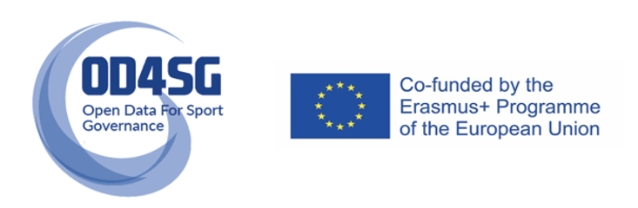 OD4SG
Open Data For Sport
Governance
Co-funded by the
Erasmus+ Programme
of the European Union